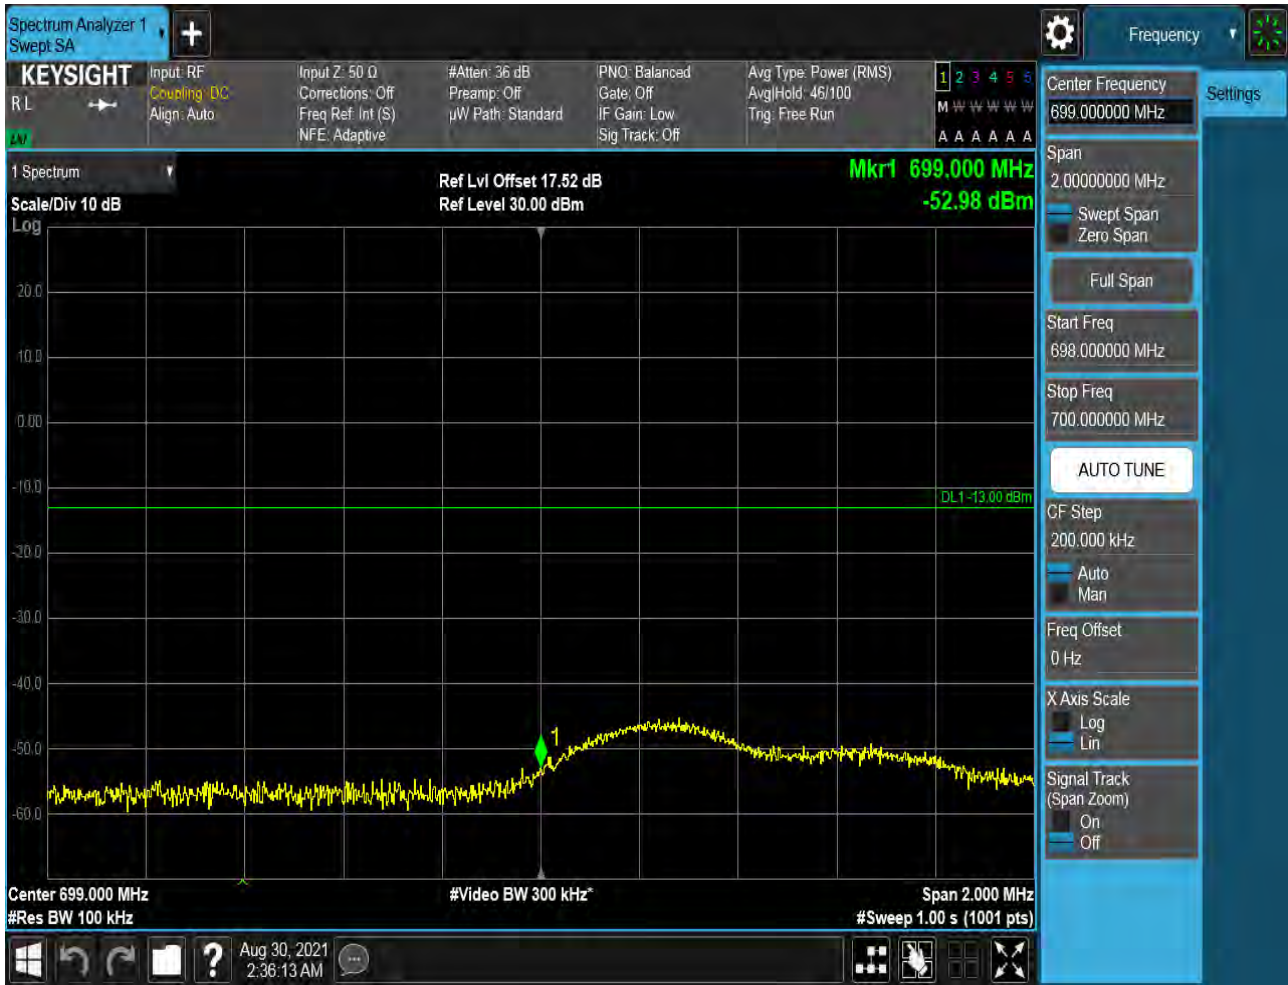 Spectrum Analyzer 1
Swept SA
Frequency
KEYSIGHT
R L
Input: RF
Coupling: DC
Align: Auto
Input Z: 50 Ω
Corrections: Off
Freq Ref: Int (S)
NFE: Adaptive
#Atten: 36 dB
Preamp: Off
µW Path: Standard
PNO: Balanced
Gate: Off
IF Gain: Low
Sig Track: Off
Avg Type: Power (RMS)
Avg|Hold: 46/100
Trig: Free Run
1 2 3 4 5 6
M W W W W W
A A A A A A
1 Spectrum
Scale/Div 10 dB
Log
Ref Lvl Offset 17.52 dB
Ref Level 30.00 dBm
Mkr1 699.000 MHz
-52.98 dBm
20.0
10.0
0.00
-10.0
-20.0
-30.0
-40.0
-50.0
-60.0
DL1 -13.00 dBm
1
Center 699.000 MHz
#Res BW 100 kHz
#Video BW 300 kHz*
Span 2.000 MHz
#Sweep 1.00 s (1001 pts)
Aug 30, 2021
2:36:13 AM
?
Center Frequency
699.000000 MHz
Settings
Span
2.00000000 MHz
Swept Span
Zero Span
Full Span
Start Freq
698.000000 MHz
Stop Freq
700.000000 MHz
AUTO TUNE
CF Step
200.000 kHz
Auto
Man
Freq Offset
0 Hz
X Axis Scale
Log
Lin
Signal Track
(Span Zoom)
On
Off